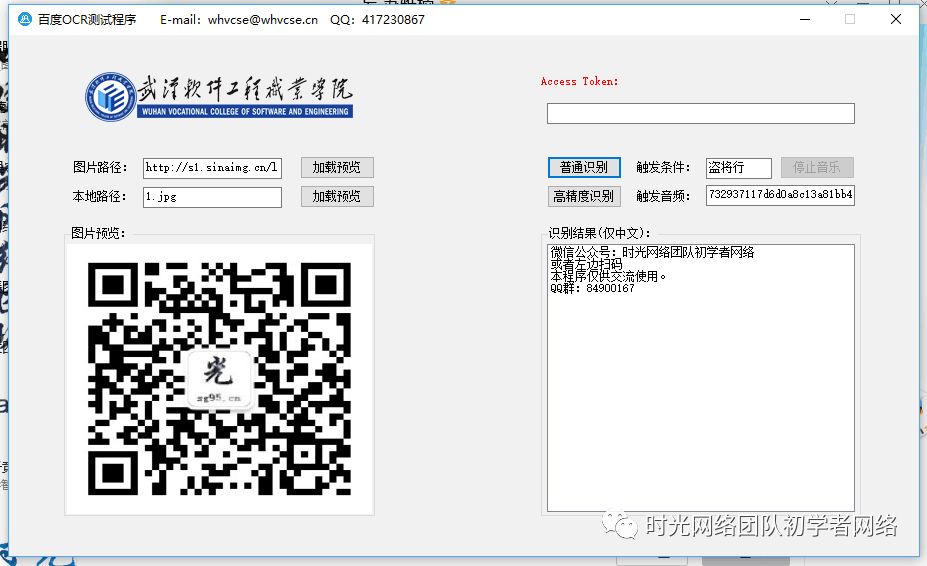 百度OCR测试程序 E-mail：whvcse@whvcse.cn QQ：417230867
武汉软件工程职业学院
WUHAN VOCATIONAL COLLEGE OF SOFTWARE AND ENGINEERING
Access Token:
图片路径： http://s1.sinaimg.cn/l 加载预览
普通识别 触发条件： 盗将行 停止音乐
本地路径： 1.jpg 加载预览
高精度识别 触发音频： 732937117d6d0a8c13a81bb4
图片预览：
光
sg95.cn
识别结果(仅中文)：
微信公众号：时光网络团队初学者网络
或者左边扫码
本程序仅供交流使用。
QQ群：84900167
时光网络团队初学者网络